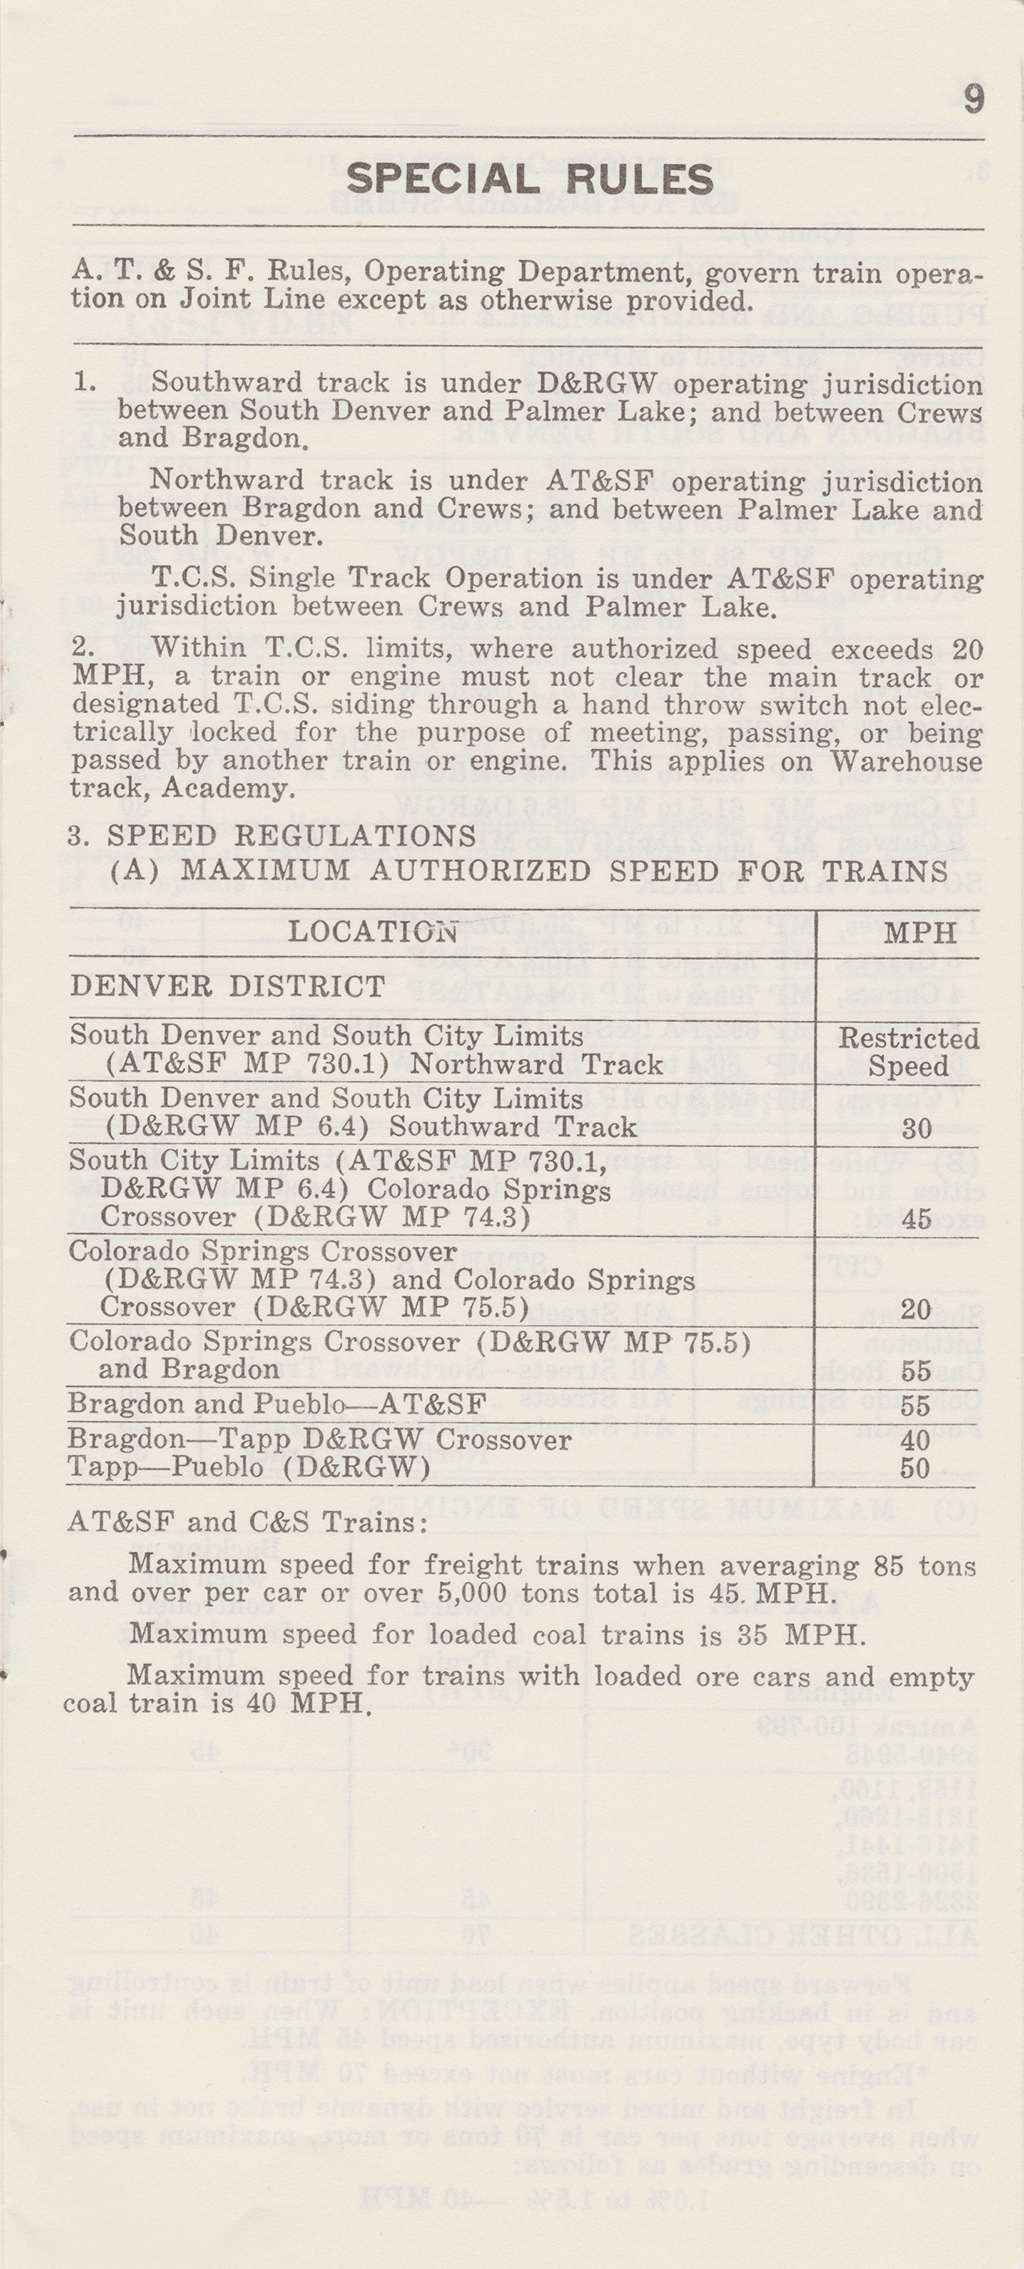 9
SPECIAL RULES
A. T. & S. F. Rules, Operating Department, govern train opera-
tion on Joint Line except as otherwise provided.
1. Southward track is under D&RGW operating jurisdiction
between South Denver and Palmer Lake; and between Crews
and Bragdon.
Northward track is under AT&SF operating jurisdiction
between Bragdon and Crews; and between Palmer Lake and
South Denver.
T.C.S. Single Track Operation is under AT&SF operating
jurisdiction between Crews and Palmer Lake.
2. Within T.C.S. limits, where authorized speed exceeds 20
MPH, a train or engine must not clear the main track or
designated T.C.S. siding through a hand throw switch not elec-
trically locked for the purpose of meeting, passing, or being
passed by another train or engine. This applies on Warehouse
track, Academy.
3. SPEED REGULATIONS
(A) MAXIMUM AUTHORIZED SPEED FOR TRAINS
LOCATION MPH
DENVER DISTRICT
South Denver and South City Limits Restricted
(AT&SF MP 730.1) Northward Track Speed
South Denver and South City Limits
(D&RGW MP 6.4) Southward Track 30
South City Limits (AT&SF MP 730.1,
D&RGW MP 6.4) Colorado Springs
Crossover (D&RGW MP 74.3) 45
Colorado Springs Crossover
(D&RGW MP 74.3) and Colorado Springs
Crossover (D&RGW MP 75.5) 20
Colorado Springs Crossover (D&RGW MP 75.5)
and Bragdon 55
Bragdon and Pueblo—AT&SF 55
Bragdon—Tapp D&RGW Crossover 40
Tapp—Pueblo (D&RGW) 50
AT&SF and C&S Trains:
Maximum speed for freight trains when averaging 85 tons
and over per car or over 5,000 tons total is 45. MPH.
Maximum speed for loaded coal trains is 35 MPH.
Maximum speed for trains with loaded ore cars and empty
coal train is 40 MPH.